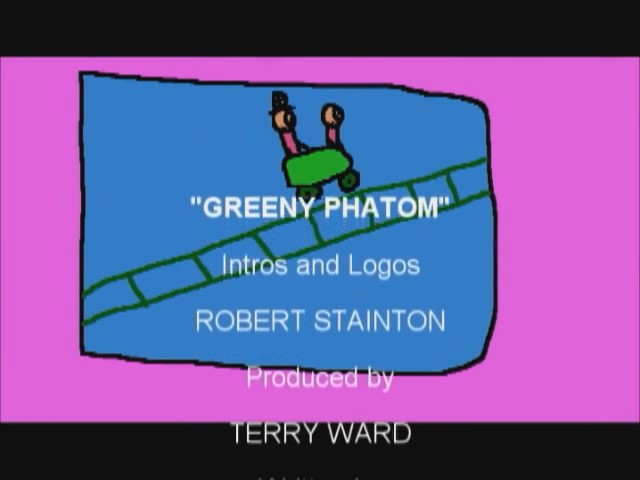 "GREENY PHATOM"
Intros and Logos
ROBERT STAINTON
Produced by
TERRY WARD